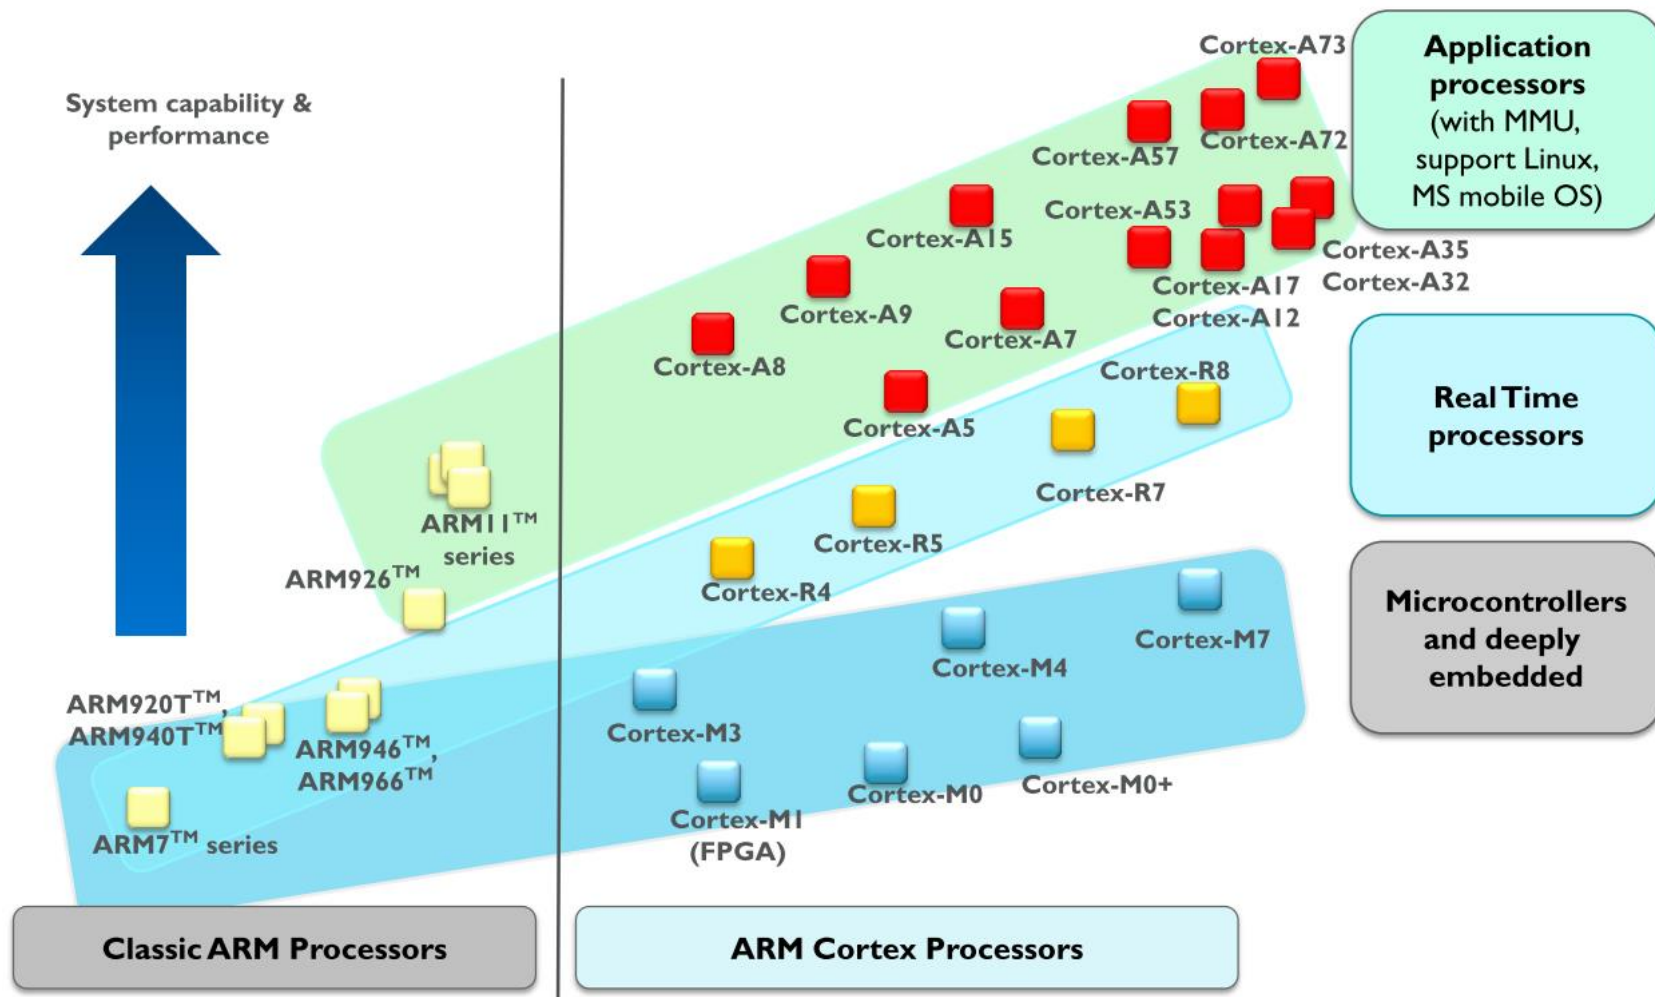 System capability &
performance
Cortex-A73
Cortex-A72
Cortex-A57
Cortex-A53
Cortex-A15
Cortex-A35
Cortex-A32
Cortex-A17
Cortex-A12
Cortex-A9
Cortex-A7
Cortex-A8
Cortex-A5
Application
processors
(with MMU,
support Linux,
MS mobile OS)
Cortex-R8
Cortex-R7
Cortex-R5
Cortex-R4
Real Time
processors
ARM11™
series
ARM926™
ARM920T™,
ARM940T™
ARM946™,
ARM966™
ARM7™ series
Cortex-M7
Cortex-M4
Cortex-M3
Cortex-M0+
Cortex-M0
Cortex-M1
(FPGA)
Microcontrollers
and deeply
embedded
Classic ARM Processors
ARM Cortex Processors